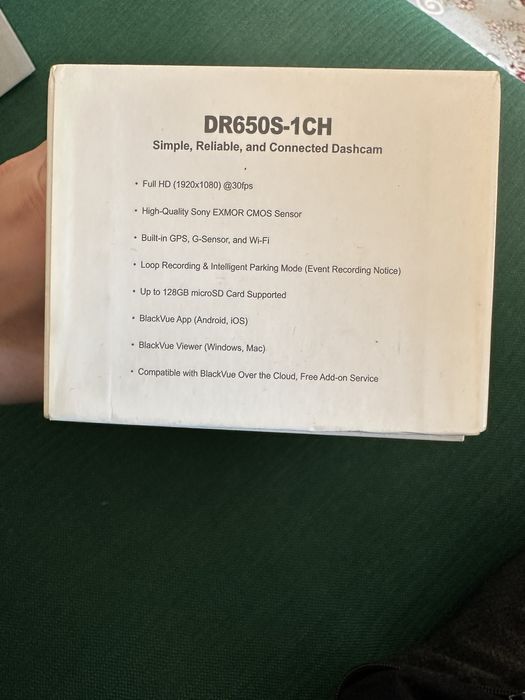 DR650S-1CH
Simple, Reliable, and Connected Dashcam
• Full HD (1920x1080) @30fps
• High-Quality Sony EXMOR CMOS Sensor
• Built-in GPS, G-Sensor, and Wi-Fi
• Loop Recording & Intelligent Parking Mode (Event Recording Notice)
• Up to 128GB microSD Card Supported
• BlackVue App (Android, iOS)
• BlackVue Viewer (Windows, Mac)
• Compatible with BlackVue Over the Cloud, Free Add-on Service